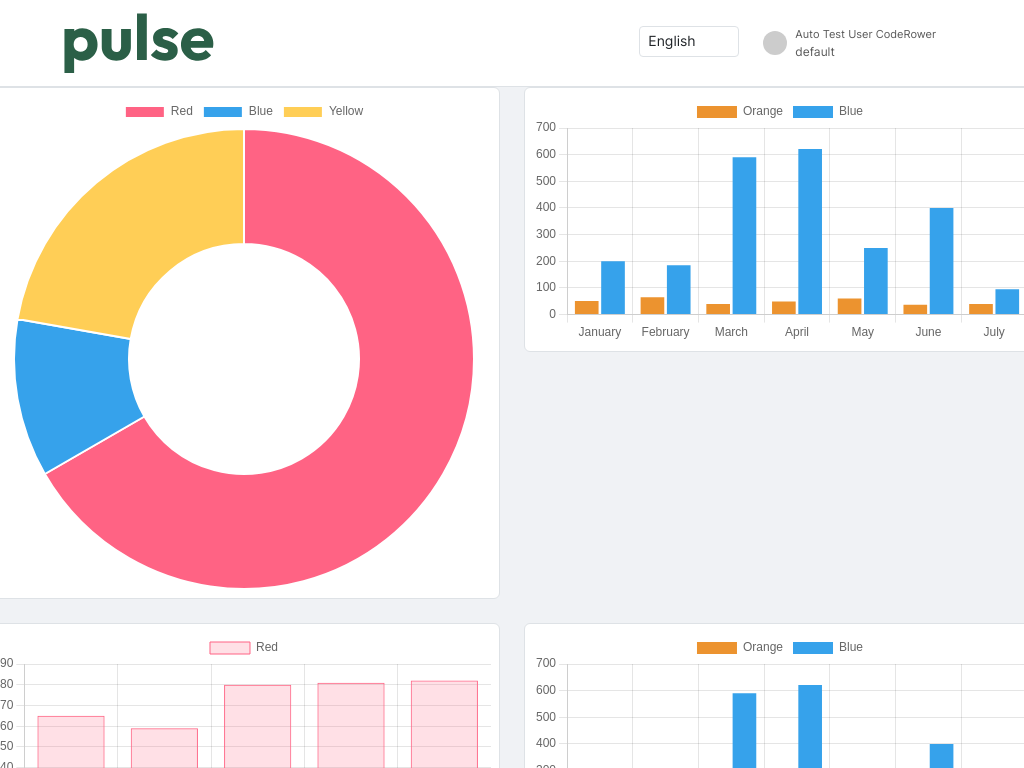 pulse
English
Auto Test User CodeRower
default
Red Blue Yellow
Orange Blue
700
600
500
400
300
200
100
0
January February March April May June July
Red
90
80
70
60
50
40
Orange Blue
700
600
500
400
300